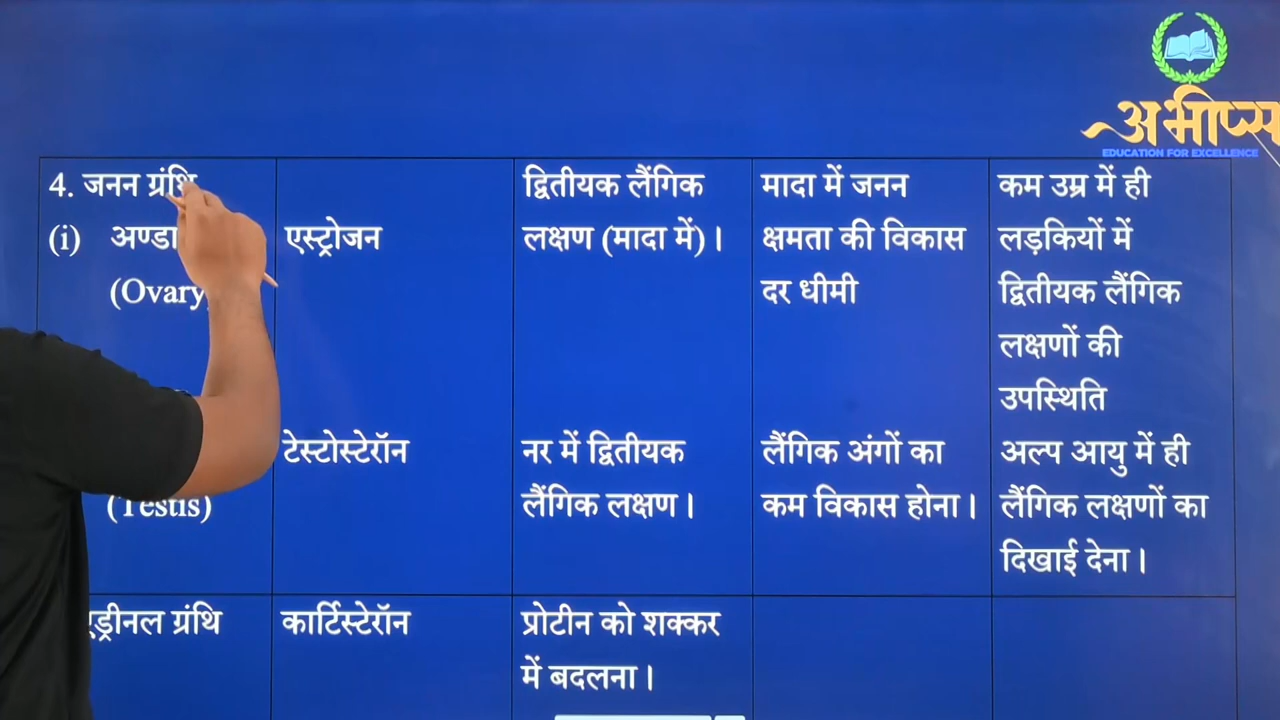 अभीप्स
EDUCATION FOR EXCELLENCE
4. जनन ग्रंथि
(i) अण्डा
(Ovary
एस्ट्रोजन
द्वितीयक लैंगिक
लक्षण (मादा में)।
मादा में जनन
क्षमता की विकास
दर धीमी
कम उम्र में ही
लड़कियों में
द्वितीयक लैंगिक
लक्षणों की
उपस्थिति
(Testis)
टेस्टोस्टेरॉन
नर में द्वितीयक
लैंगिक लक्षण।
लैंगिक अंगों का
कम विकास होना।
अल्प आयु में ही
लैंगिक लक्षणों का
दिखाई देना।
एड्रीनल ग्रंथि
कार्टिस्टेरॉन
प्रोटीन को शक्कर
में बदलना।